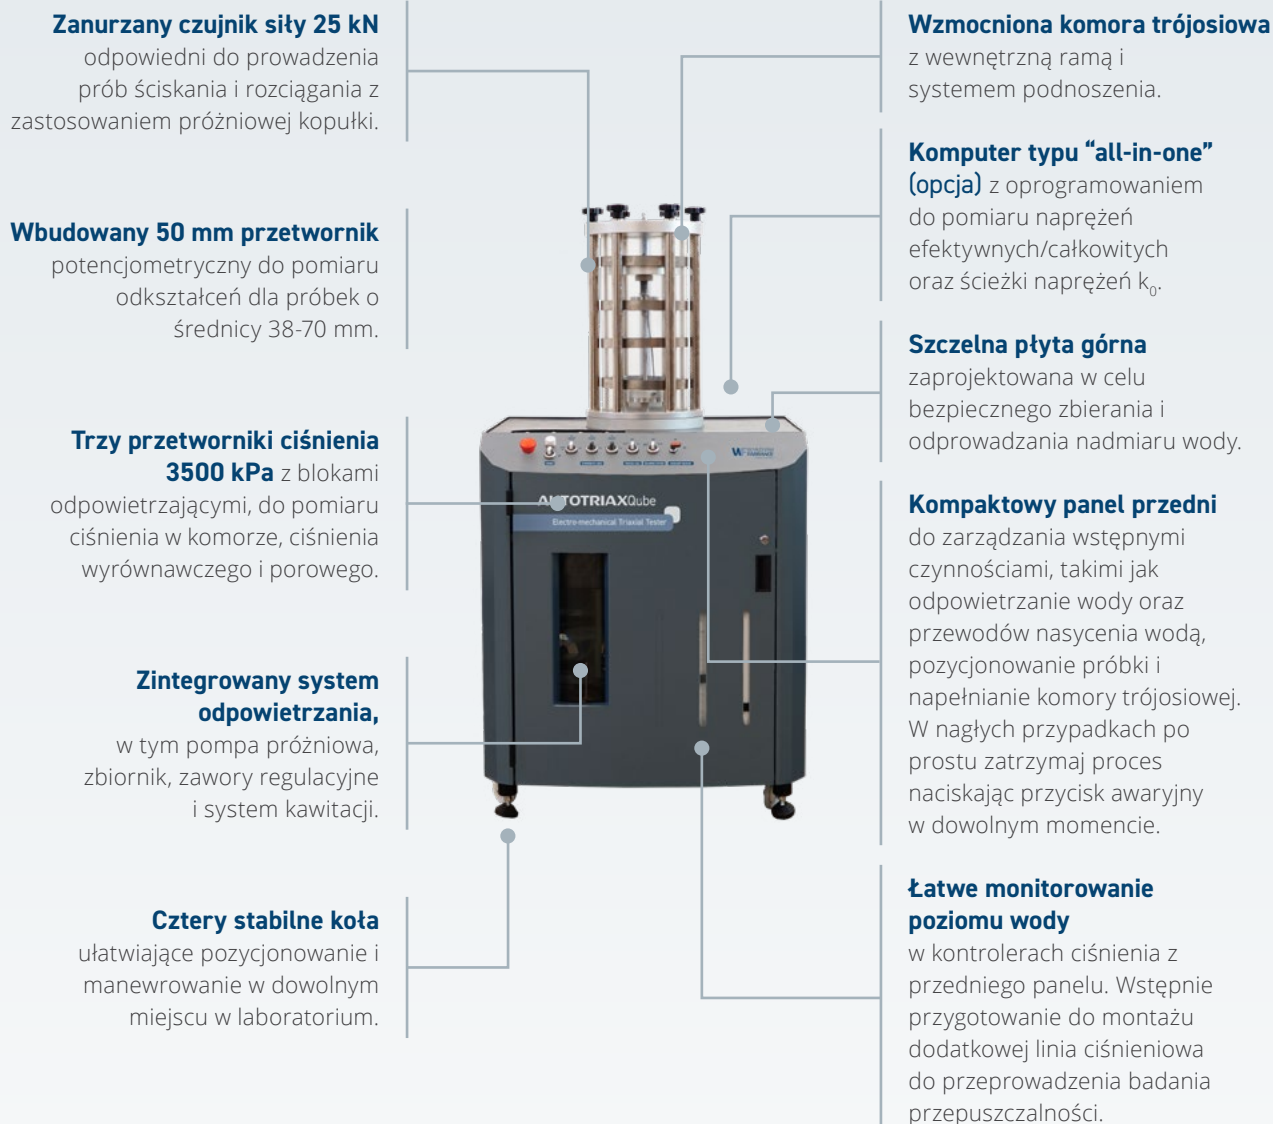 Zanurzany czujnik siły 25 kN
odpowiedni do prowadzenia
prób ściskania i rozciągania z
zastosowaniem próżniowej kopułki.
Wbudowany 50 mm przetwornik
potencjometryczny do pomiaru
odkształceń dla próbek o
średnicy 38-70 mm.
Trzy przetworniki ciśnienia
3500 kPa z blokami
odpowietrzającymi, do pomiaru
ciśnienia w komorze, ciśnienia
wyrównawczego i porowego.
Zintegrowany system
odpowietrzania,
w tym pompa próżniowa,
zbiornik, zawory regulacyjne
i system kawitacji.
Cztery stabilne koła
ułatwiające pozycjonowanie i
manewrowanie w dowolnym
miejscu w laboratorium.
AUTOTRIAXQube
Electro-mechanical Triaxial Tester
Wzmocniona komora trójosiowa
z wewnętrzną ramą i
systemem podnoszenia.
Komputer typu “all-in-one”
(opcja) z oprogramowaniem
do pomiaru naprężeń
efektywnych/całkowitych
oraz ścieżki naprężeń k₀.
Szczelna płyta górna
zaprojektowana w celu
bezpiecznego zbierania i
odprowadzania nadmiaru wody.
Kompaktowy panel przedni
do zarządzania wstępnymi
czynnościami, takimi jak
odpowietrzanie wody oraz
przewodów nasycenia wodą,
pozycjonowanie próbki i
napełnianie komory trójosiowej.
W nagłych przypadkach po
prostu zatrzymaj proces
naciskając przycisk awaryjny
w dowolnym momencie.
Łatwe monitorowanie
poziomu wody
w kontrolerach ciśnienia z
przedniego panelu. Wstępnie
przygotowanie do montażu
dodatkowej linia ciśnieniowa
do przeprowadzenia badania
przepuszczalności.